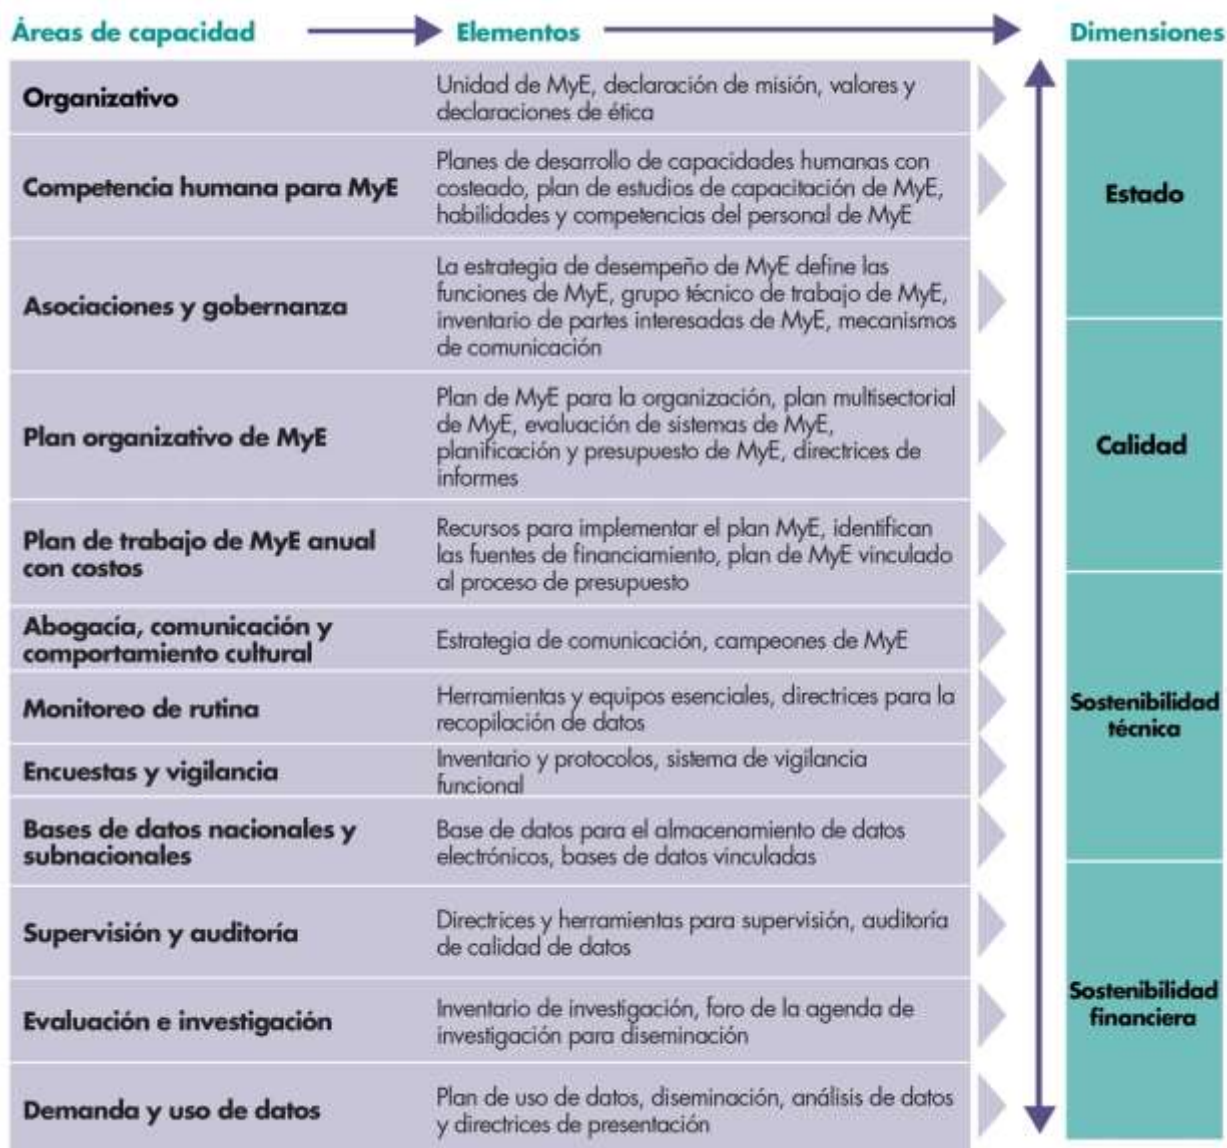 Áreas de capacidad
Elementos
Dimensiones
Organizativo
Unidad de MyE, declaración de misión, valores y
declaraciones de ética
Competencia humana para MyE
Planes de desarrollo de capacidades humanas con
costeado, plan de estudios de capacitación de MyE,
habilidades y competencias del personal de MyE
Asociaciones y gobernanza
La estrategia de desempeño de MyE define las
funciones de MyE, grupo técnico de trabajo de MyE,
inventario de partes interesadas de MyE, mecanismos
de comunicación
Plan organizativo de MyE
Plan de MyE para la organización, plan multisectorial
de MyE, evaluación de sistemas de MyE,
planificación y presupuesto de MyE, directrices de
informes
Plan de trabajo de MyE anual
con costos
Recursos para implementar el plan MyE, identifican
las fuentes de financiamiento, plan de MyE vinculado
al proceso de presupuesto
Abogacía, comunicación y
comportamiento cultural
Estrategia de comunicación, campeones de MyE
Monitoreo de rutina
Herramientas y equipos esenciales, directrices para la
recopilación de datos
Encuestas y vigilancia
Inventario y protocolos, sistema de vigilancia
funcional
Bases de datos nacionales y
subnacionales
Base de datos para el almacenamiento de datos
electrónicos, bases de datos vinculadas
Supervisión y auditoría
Directrices y herramientas para supervisión, auditoría
de calidad de datos
Evaluación e investigación
Inventario de investigación, foro de la agenda de
investigación para diseminación
Demanda y uso de datos
Plan de uso de datos, diseminación, análisis de datos
y directrices de presentación
Estado
Calidad
Sostenibilidad
técnica
Sostenibilidad
financiera